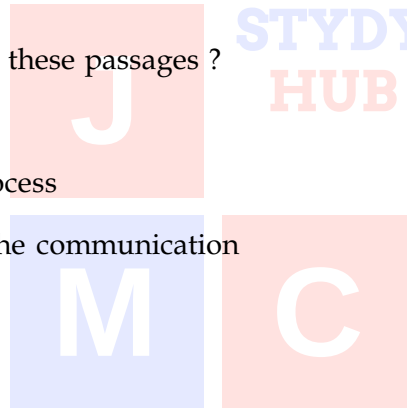 STYDY
these passages ?
HUB
J
ocess
ne communication
M C